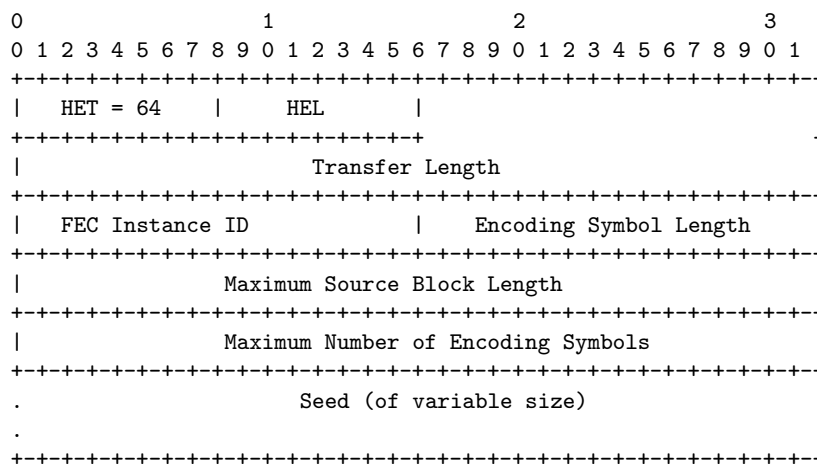 0                   1                   2                   3
0 1 2 3 4 5 6 7 8 9 0 1 2 3 4 5 6 7 8 9 0 1 2 3 4 5 6 7 8 9 0 1
+-+-+-+-+-+-+-+-+-+-+-+-+-+-+-+-+-+-+-+-+-+-+-+-+-+-+-+-+-+-+-+-
|   HET = 64    |     HEL       |
+-+-+-+-+-+-+-+-+-+-+-+-+-+-+-+-+                               +
|                       Transfer Length
+-+-+-+-+-+-+-+-+-+-+-+-+-+-+-+-+-+-+-+-+-+-+-+-+-+-+-+-+-+-+-+-
|   FEC Instance ID             |    Encoding Symbol Length
+-+-+-+-+-+-+-+-+-+-+-+-+-+-+-+-+-+-+-+-+-+-+-+-+-+-+-+-+-+-+-+-
|                Maximum Source Block Length
+-+-+-+-+-+-+-+-+-+-+-+-+-+-+-+-+-+-+-+-+-+-+-+-+-+-+-+-+-+-+-+-
|                Maximum Number of Encoding Symbols
+-+-+-+-+-+-+-+-+-+-+-+-+-+-+-+-+-+-+-+-+-+-+-+-+-+-+-+-+-+-+-+-
.                      Seed (of variable size)
.
+-+-+-+-+-+-+-+-+-+-+-+-+-+-+-+-+-+-+-+-+-+-+-+-+-+-+-+-+-+-+-+-